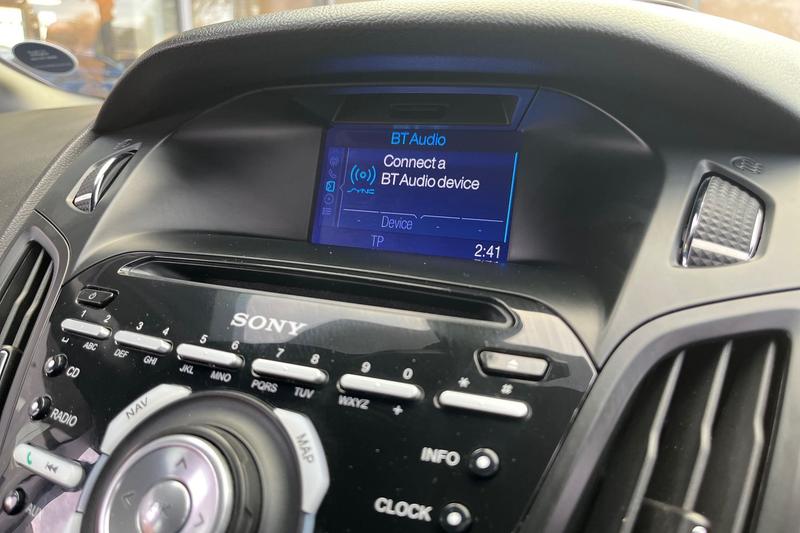 BT Audio
Connect a
BT Audio device
SYNC
Device
TP
2:41
SONY
1 2
3 4
5 6
7 8
9 0
* #
ABC
DEF GHI
JKL MNO
PQRS TUV
WXYZ +
CD
RADIO
NAV
MAP
AUX
INFO
CLOCK